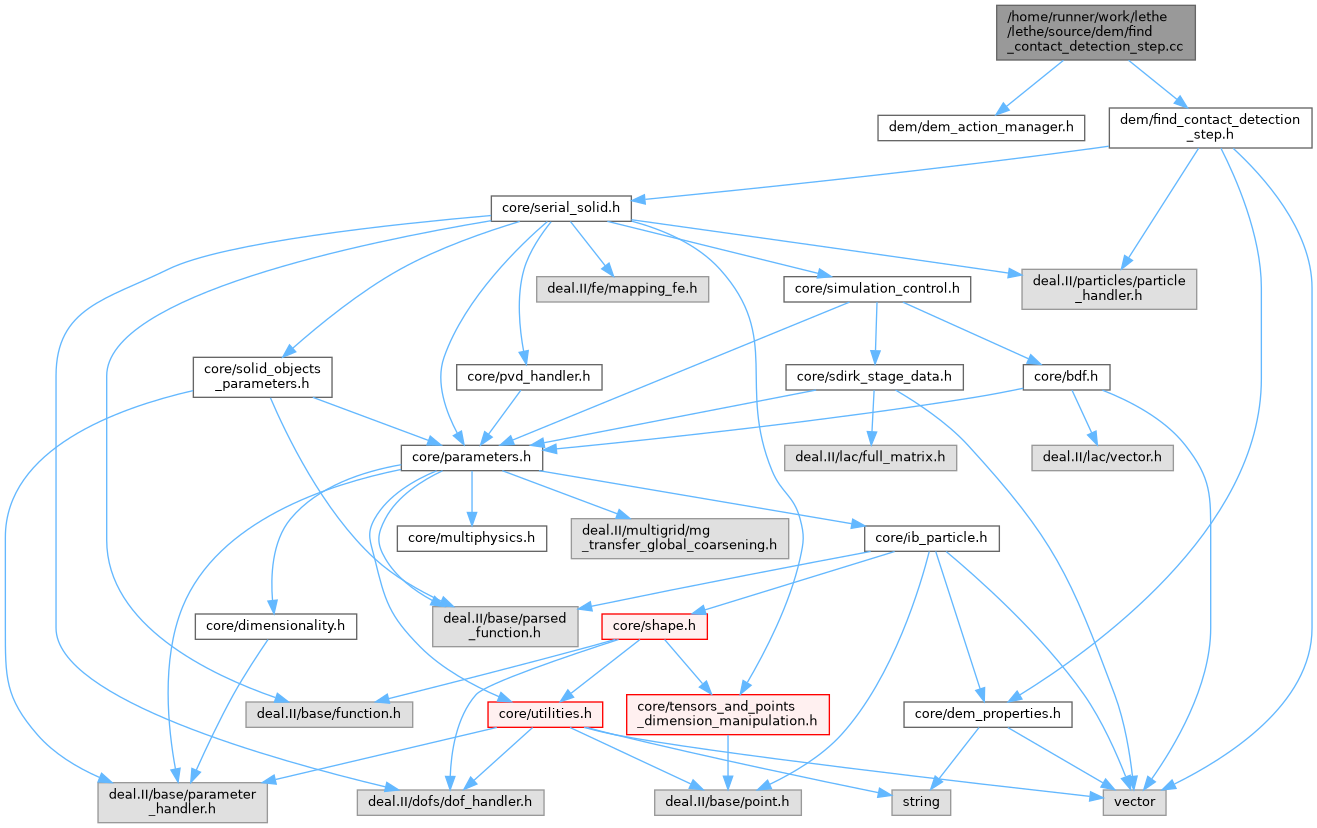 /home/runner/work/lethe
/lethe/source/dem/find
_contact_detection_step.cc
dem/dem_action_manager.h
dem/find_contact_detection
_step.h
core/serial_solid.h
deal.II/fe/mapping_fe.h
core/simulation_control.h
deal.II/particles/particle
_handler.h
core/solid_objects
_parameters.h
core/pvd_handler.h
core/sdirk_stage_data.h
core/bdf.h
core/parameters.h
deal.II/lac/full_matrix.h
deal.II/lac/vector.h
core/multiphysics.h
deal.II/multigrid/mg
_transfer_global_coarsening.h
core/ib_particle.h
core/dimensionality.h
deal.II/base/parsed
_function.h
core/shape.h
deal.II/base/function.h
core/utilities.h
core/tensors_and_points
_dimension_manipulation.h
core/dem_properties.h
deal.II/base/parameter
_handler.h
deal.II/dofs/dof_handler.h
deal.II/base/point.h
string
vector